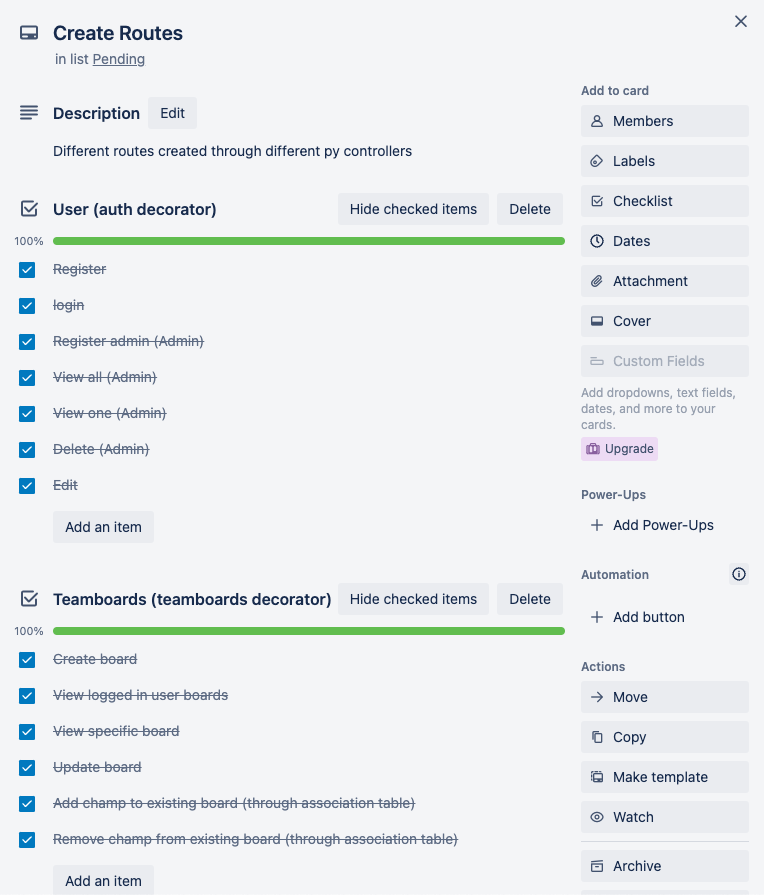 Create Routes
in list Pending
Description
Edit
Different routes created through different py controllers
User (auth decorator)
Hide checked items
Delete
100%
Register
login
Register admin (Admin)
View all (Admin)
View one (Admin)
Delete (Admin)
Edit
Add an item
Teamboards (teamboards decorator)
Hide checked items
Delete
100%
Create board
View logged in user boards
View specific board
Update board
Add champ to existing board (through association table)
Remove champ from existing board (through association table)
Add an item
Add to card
Members
Labels
Checklist
Dates
Attachment
Cover
Custom Fields
Add dropdowns, text fields,
dates, and more to your
cards.
Upgrade
Power-Ups
Add Power-Ups
Automation
Add button
Actions
Move
Copy
Make template
Watch
Archive